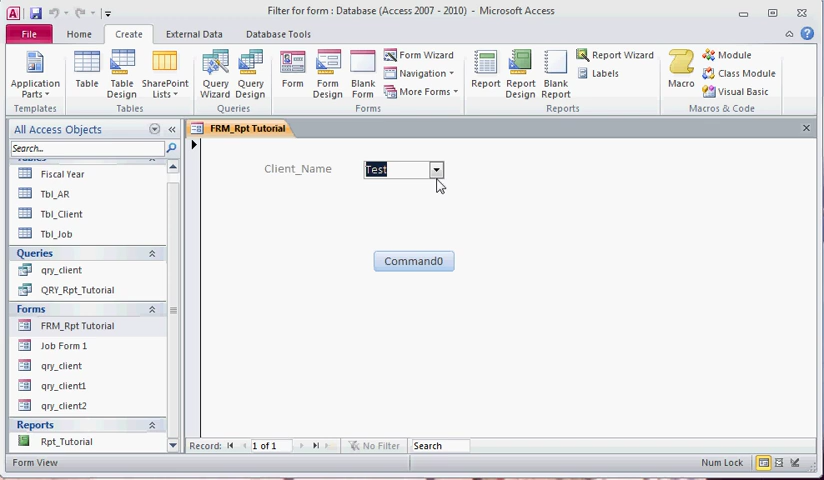 Filter for form : Database (Access 2007 - 2010) - Microsoft Access
File Home Create External Data Database Tools
Application Parts
Table
Table Design
SharePoint Lists
Query Wizard
Query Design
Form
Form Design
Blank Form
Form Wizard
Navigation
More Forms
Report
Report Design
Blank Report
Report Wizard
Labels
Macro
Module
Class Module
Visual Basic
Templates Tables Queries Forms Reports Macros & Code
All Access Objects
Search...
FRM_Rpt Tutorial
Tables
Fiscal Year
Tbl_AR
Tbl_Client
Tbl_Job
Queries
qry_client
QRY_Rpt_Tutorial
Forms
FRM_Rpt Tutorial
Job Form 1
qry_client
qry_client1
qry_client2
Reports
Rpt_Tutorial
Client_Name Test
Command0
Record: 1 of 1 No Filter Search
Form View Num Lock